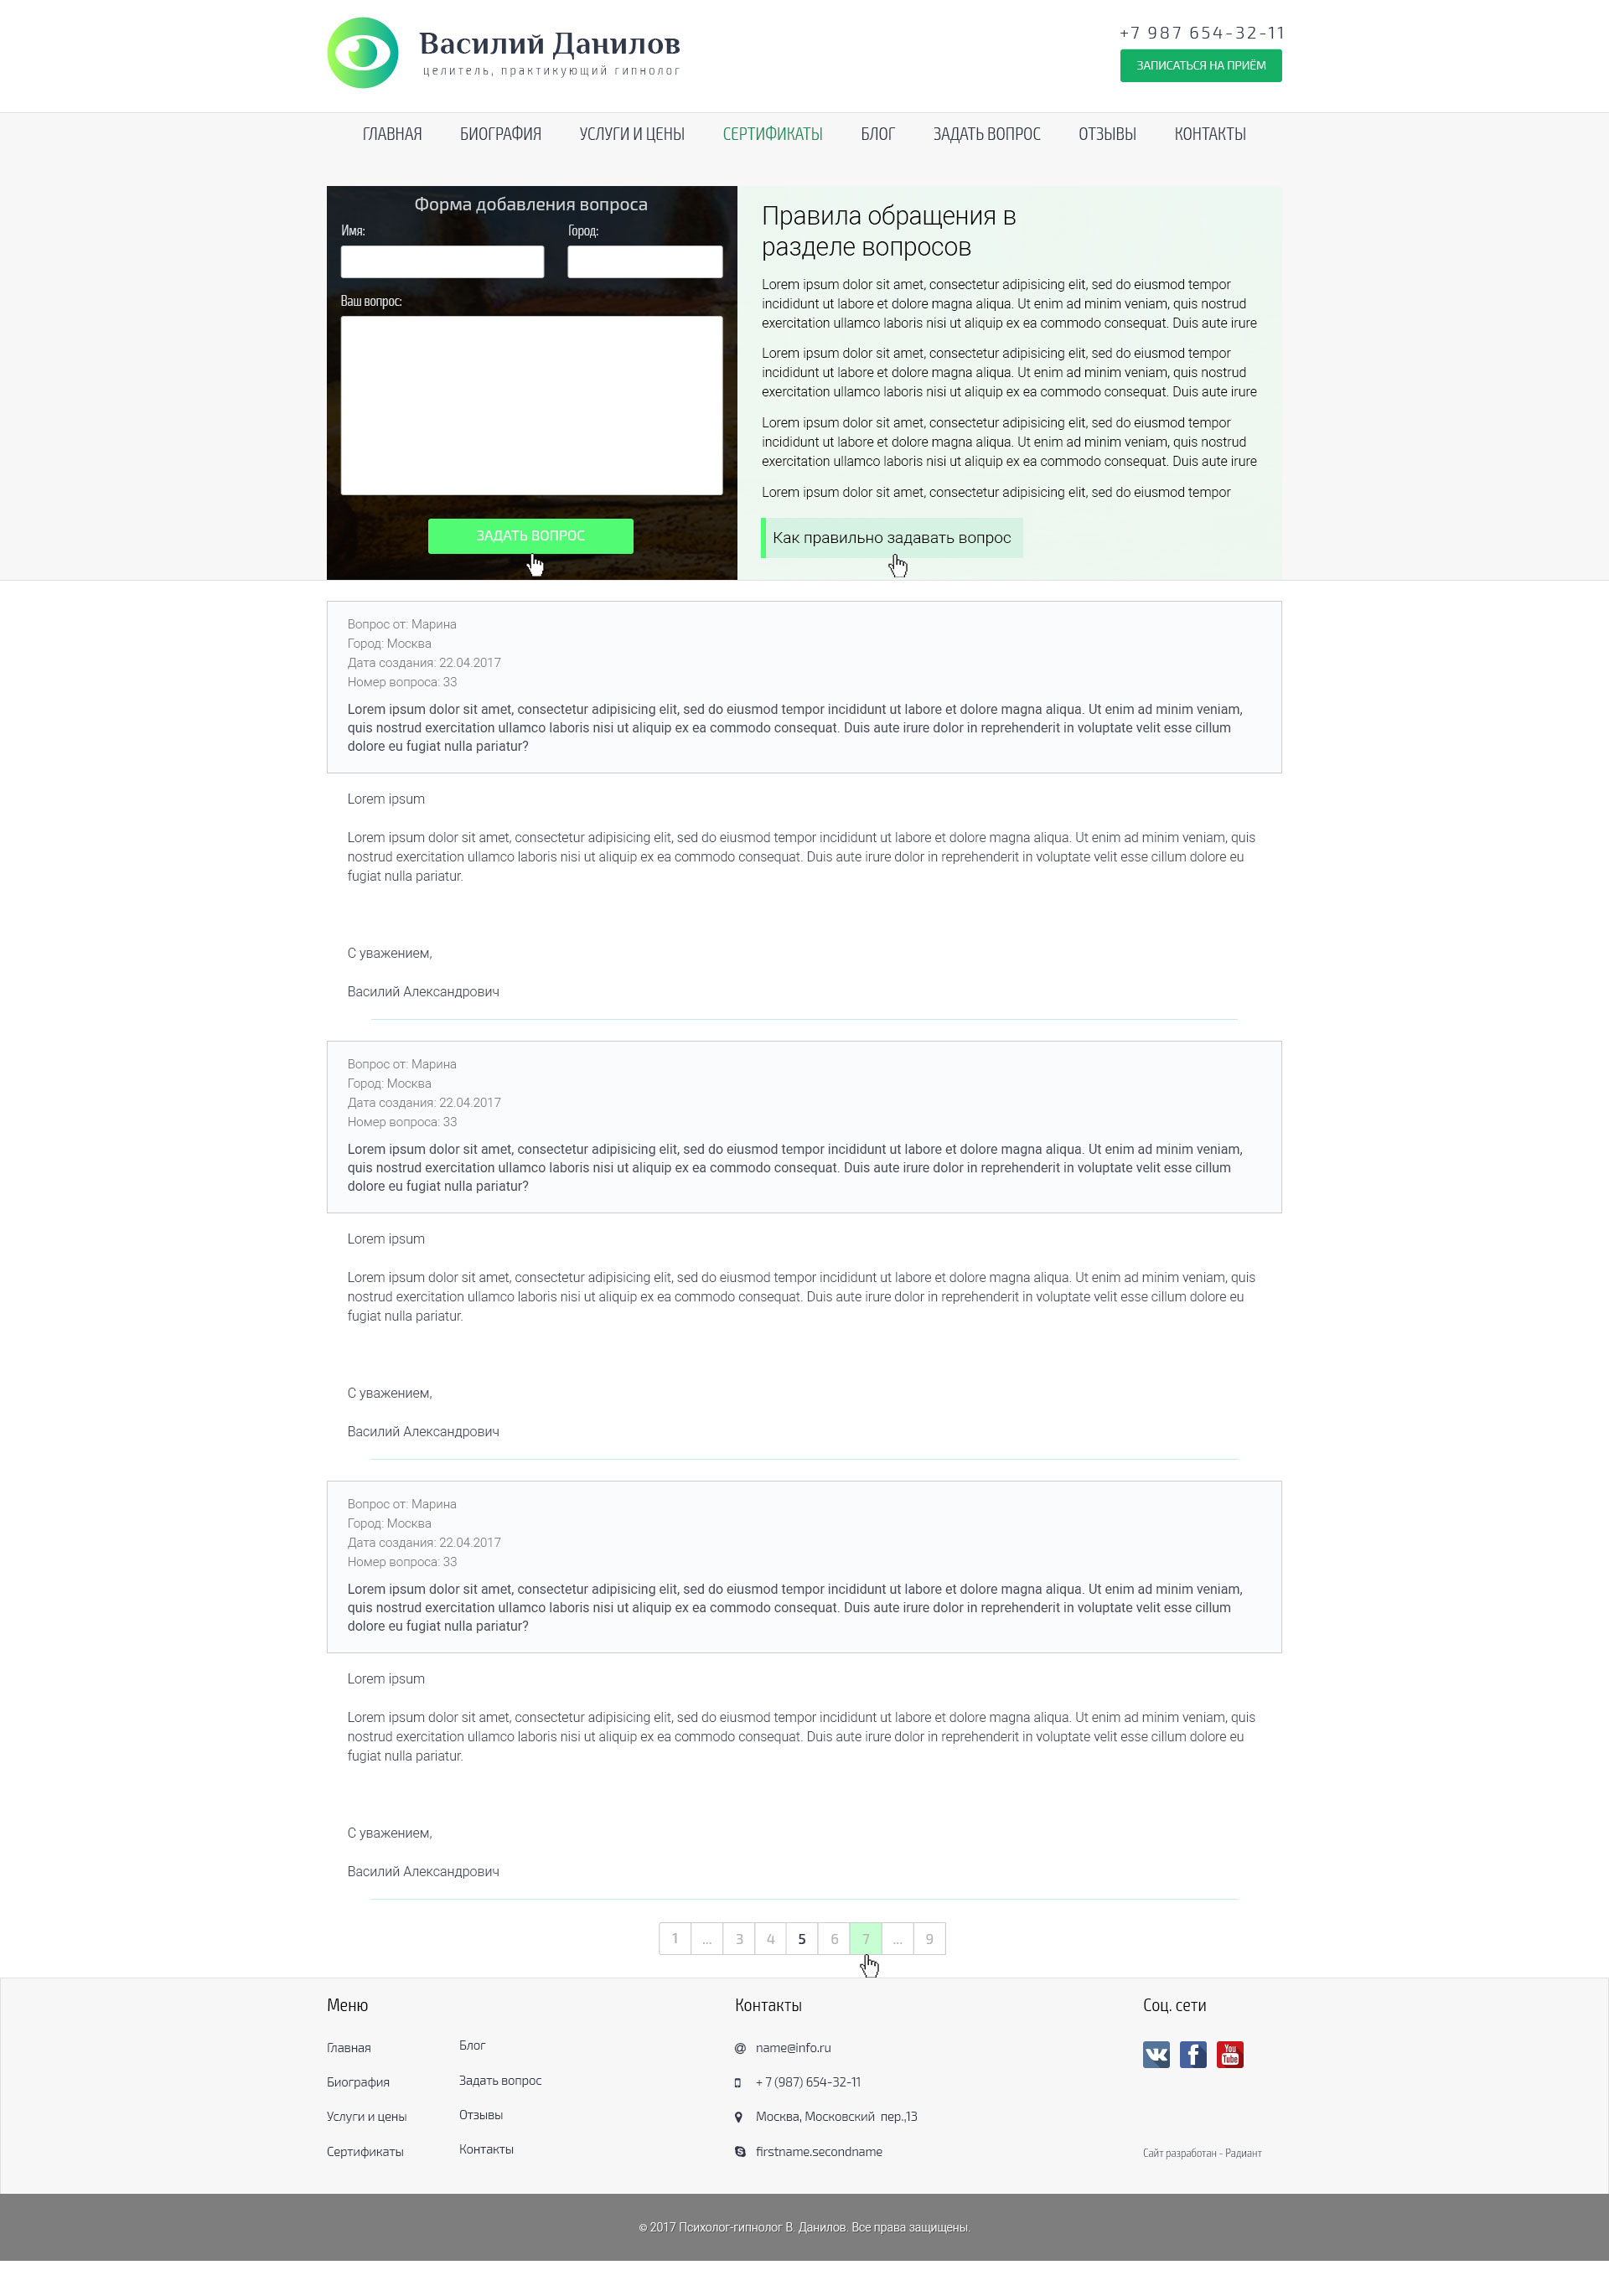 Василий Данилов
целитель, практикующий гипнолог
+7 987 654-32-11
ЗАПИСАТЬСЯ НА ПРИЁМ
ГЛАВНАЯ БИОГРАФИЯ УСЛУГИ И ЦЕНЫ СЕРТИФИКАТЫ БЛОГ ЗАДАТЬ ВОПРОС ОТЗЫВЫ КОНТАКТЫ
Форма добавления вопроса
Имя: Город:
Ваш вопрос:
ЗАДАТЬ ВОПРОС
Правила обращения в
разделе вопросов
Lorem ipsum dolor sit amet, consectetur adipisicing elit, sed do eiusmod tempor
incididunt ut labore et dolore magna aliqua. Ut enim ad minim veniam, quis nostrud
exercitation ullamco laboris nisi ut aliquip ex ea commodo consequat. Duis aute irure
Lorem ipsum dolor sit amet, consectetur adipisicing elit, sed do eiusmod tempor
incididunt ut labore et dolore magna aliqua. Ut enim ad minim veniam, quis nostrud
exercitation ullamco laboris nisi ut aliquip ex ea commodo consequat. Duis aute irure
Lorem ipsum dolor sit amet, consectetur adipisicing elit, sed do eiusmod tempor
incididunt ut labore et dolore magna aliqua. Ut enim ad minim veniam, quis nostrud
exercitation ullamco laboris nisi ut aliquip ex ea commodo consequat. Duis aute irure
Lorem ipsum dolor sit amet, consectetur adipisicing elit, sed do eiusmod tempor
Как правильно задавать вопрос
Вопрос от: Марина
Город: Москва
Дата создания: 22.04.2017
Номер вопроса: 33
Lorem ipsum dolor sit amet, consectetur adipisicing elit, sed do eiusmod tempor incididunt ut labore et dolore magna aliqua. Ut enim ad minim veniam,
quis nostrud exercitation ullamco laboris nisi ut aliquip ex ea commodo consequat. Duis aute irure dolor in reprehenderit in voluptate velit esse cillum
dolore eu fugiat nulla pariatur?
Lorem ipsum
Lorem ipsum dolor sit amet, consectetur adipisicing elit, sed do eiusmod tempor incididunt ut labore et dolore magna aliqua. Ut enim ad minim veniam, quis
nostrud exercitation ullamco laboris nisi ut aliquip ex ea commodo consequat. Duis aute irure dolor in reprehenderit in voluptate velit esse cillum dolore eu
fugiat nulla pariatur.
С уважением,
Василий Александрович
Вопрос от: Марина
Город: Москва
Дата создания: 22.04.2017
Номер вопроса: 33
Lorem ipsum dolor sit amet, consectetur adipisicing elit, sed do eiusmod tempor incididunt ut labore et dolore magna aliqua. Ut enim ad minim veniam,
quis nostrud exercitation ullamco laboris nisi ut aliquip ex ea commodo consequat. Duis aute irure dolor in reprehenderit in voluptate velit esse cillum
dolore eu fugiat nulla pariatur?
Lorem ipsum
Lorem ipsum dolor sit amet, consectetur adipisicing elit, sed do eiusmod tempor incididunt ut labore et dolore magna aliqua. Ut enim ad minim veniam, quis
nostrud exercitation ullamco laboris nisi ut aliquip ex ea commodo consequat. Duis aute irure dolor in reprehenderit in voluptate velit esse cillum dolore eu
fugiat nulla pariatur.
С уважением,
Василий Александрович
Вопрос от: Марина
Город: Москва
Дата создания: 22.04.2017
Номер вопроса: 33
Lorem ipsum dolor sit amet, consectetur adipisicing elit, sed do eiusmod tempor incididunt ut labore et dolore magna aliqua. Ut enim ad minim veniam,
quis nostrud exercitation ullamco laboris nisi ut aliquip ex ea commodo consequat. Duis aute irure dolor in reprehenderit in voluptate velit esse cillum
dolore eu fugiat nulla pariatur?
Lorem ipsum
Lorem ipsum dolor sit amet, consectetur adipisicing elit, sed do eiusmod tempor incididunt ut labore et dolore magna aliqua. Ut enim ad minim veniam, quis
nostrud exercitation ullamco laboris nisi ut aliquip ex ea commodo consequat. Duis aute irure dolor in reprehenderit in voluptate velit esse cillum dolore eu
fugiat nulla pariatur.
С уважением,
Василий Александрович
1 ... 3 4 5 6 7 ... 9
Меню
Главная
Биография
Услуги и цены
Сертификаты
Блог
Задать вопрос
Отзывы
Контакты
Контакты
name@info.ru
+ 7 (987) 654-32-11
Москва, Московский пер.,13
firstname.secondname
Соц. сети
You
Tube
Сайт разработан - Радиант
© 2017 Психолог-гипнолог В. Данилов. Все права защищены.